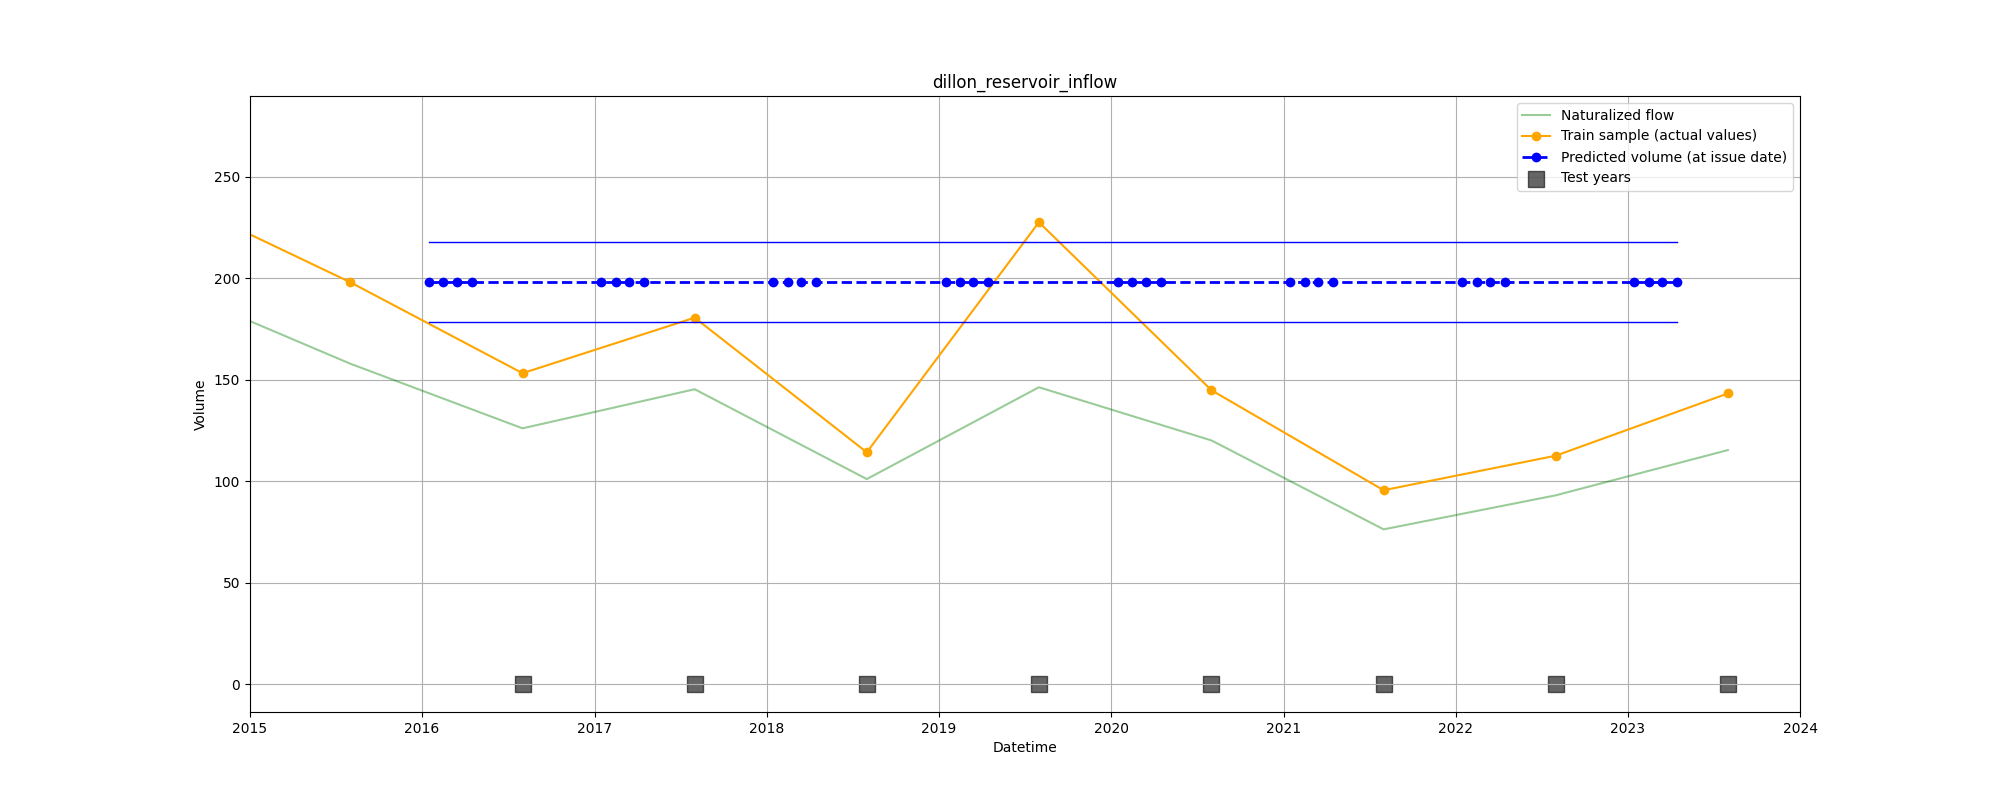 dillon_reservoir_inflow
Naturalized flow
Train sample (actual values)
Predicted volume (at issue date)
Test years
250
200
150
100
50
0
Volume
2015 2016 2017 2018 2019 2020 2021 2022 2023 2024
Datetime